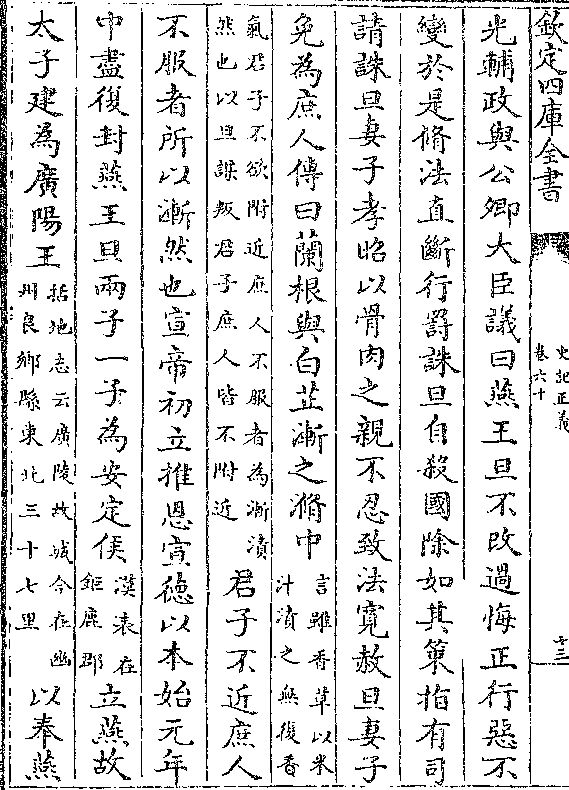 欽定四庫全書
史記正義
卷六十
十三
光輔政與公卿大臣議曰燕王旦不改過悔正行惡不
變於是脩法直斷行罰誅旦自殺國除如其策指有司
請誅旦妻子孝昭以骨肉之親不忍致法寛赦旦妻子
免為庶人傳曰蘭根與白芷漸之滫中
言雖香草以米
汁漬之無復香
氣君子不欲附近庶人不服者為漸漬
然也以旦謀叛君子庶人皆不附近
君子不近庶人
不服者所以漸然也宣帝初立推恩宣德以本始元年
中盡復封燕王旦兩子一子為安定侯
漢表在
鉅鹿郡
立燕故
太子建為廣陽王
括地志云廣陵故城今在幽
州良鄉縣東北三十七里
以奉燕